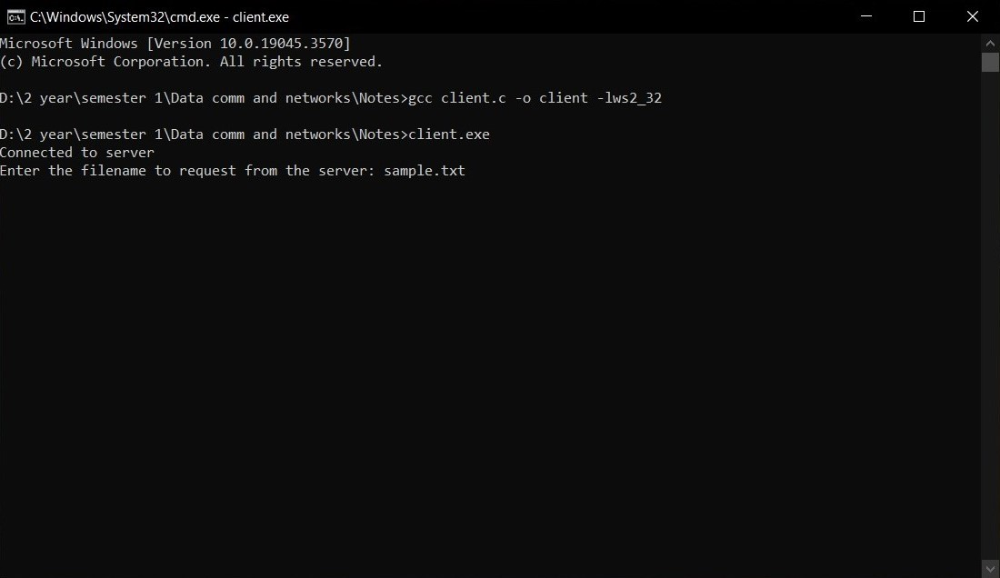 C:\Windows\System32\cmd.exe - client.exe
Microsoft Windows [Version 10.0.19045.3570]
(c) Microsoft Corporation. All rights reserved.
D:\2 year\semester 1\Data comm and networks\Notes>gcc client.c -o client -lws2_32
D:\2 year\semester 1\Data comm and networks\Notes>client.exe
Connected to server
Enter the filename to request from the server: sample.txt